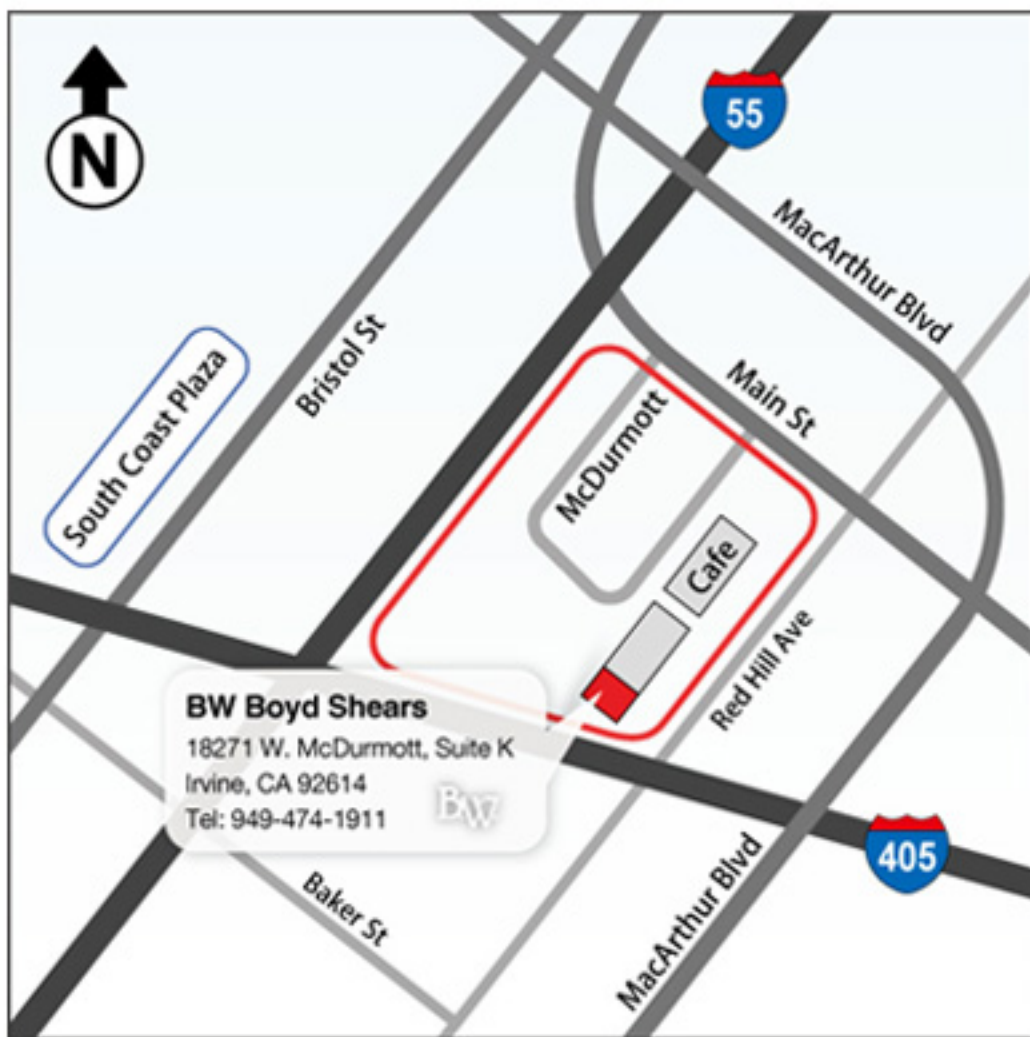 N
55
MacArthur Blvd
Bristol St
South Coast Plaza
Main St
McDurmott
Cafe
Red Hill Ave
BW Boyd Shears
18271 W. McDurmott, Suite K
Irvine, CA 92614
Tel: 949-474-1911
BW
405
Baker St
MacArthur Blvd